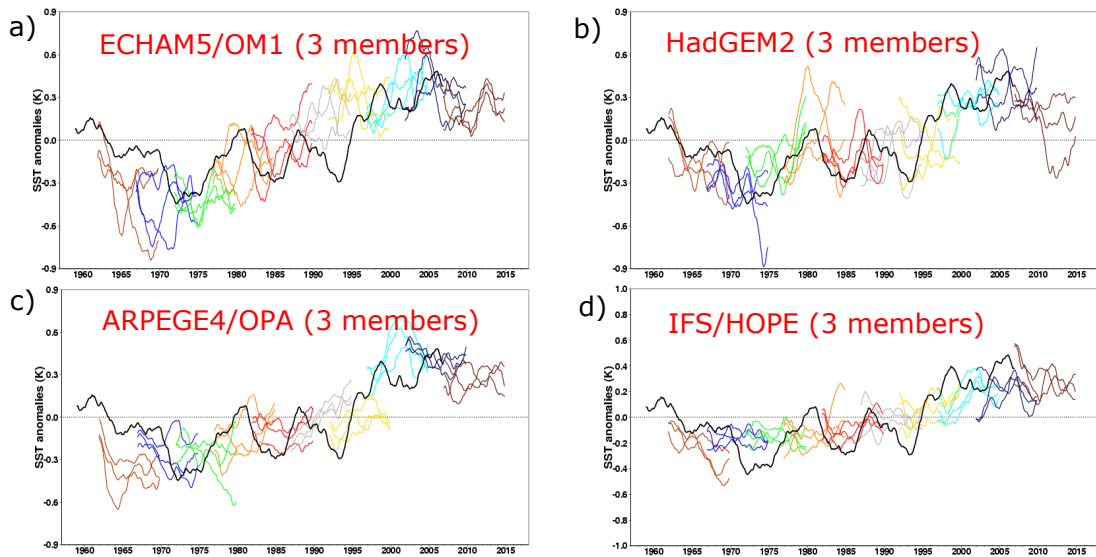 a)
ECHAM5/OM1 (3 members)
SST anomalies (K)
0.9
0.6
0.3
0.0
-0.3
-0.6
-0.9
1960 1965 1970 1975 1980 1985 1990 1995 2000 2005 2010 2015
b)
HadGEM2 (3 members)
SST anomalies (K)
0.9
0.6
0.3
0.0
-0.3
-0.6
-0.9
1960 1965 1970 1975 1980 1985 1990 1995 2000 2005 2010 2015
c)
ARPEGE4/OPA (3 members)
SST anomalies (K)
0.9
0.6
0.3
0.0
-0.3
-0.6
-0.9
1960 1965 1970 1975 1980 1985 1990 1995 2000 2005 2010 2015
d)
IFS/HOPE (3 members)
SST anomalies (K)
1.0
0.8
0.6
0.4
0.2
0.0
-0.2
-0.4
-0.6
-0.8
-1.0
1960 1965 1970 1975 1980 1985 1990 1995 2000 2005 2010 2015